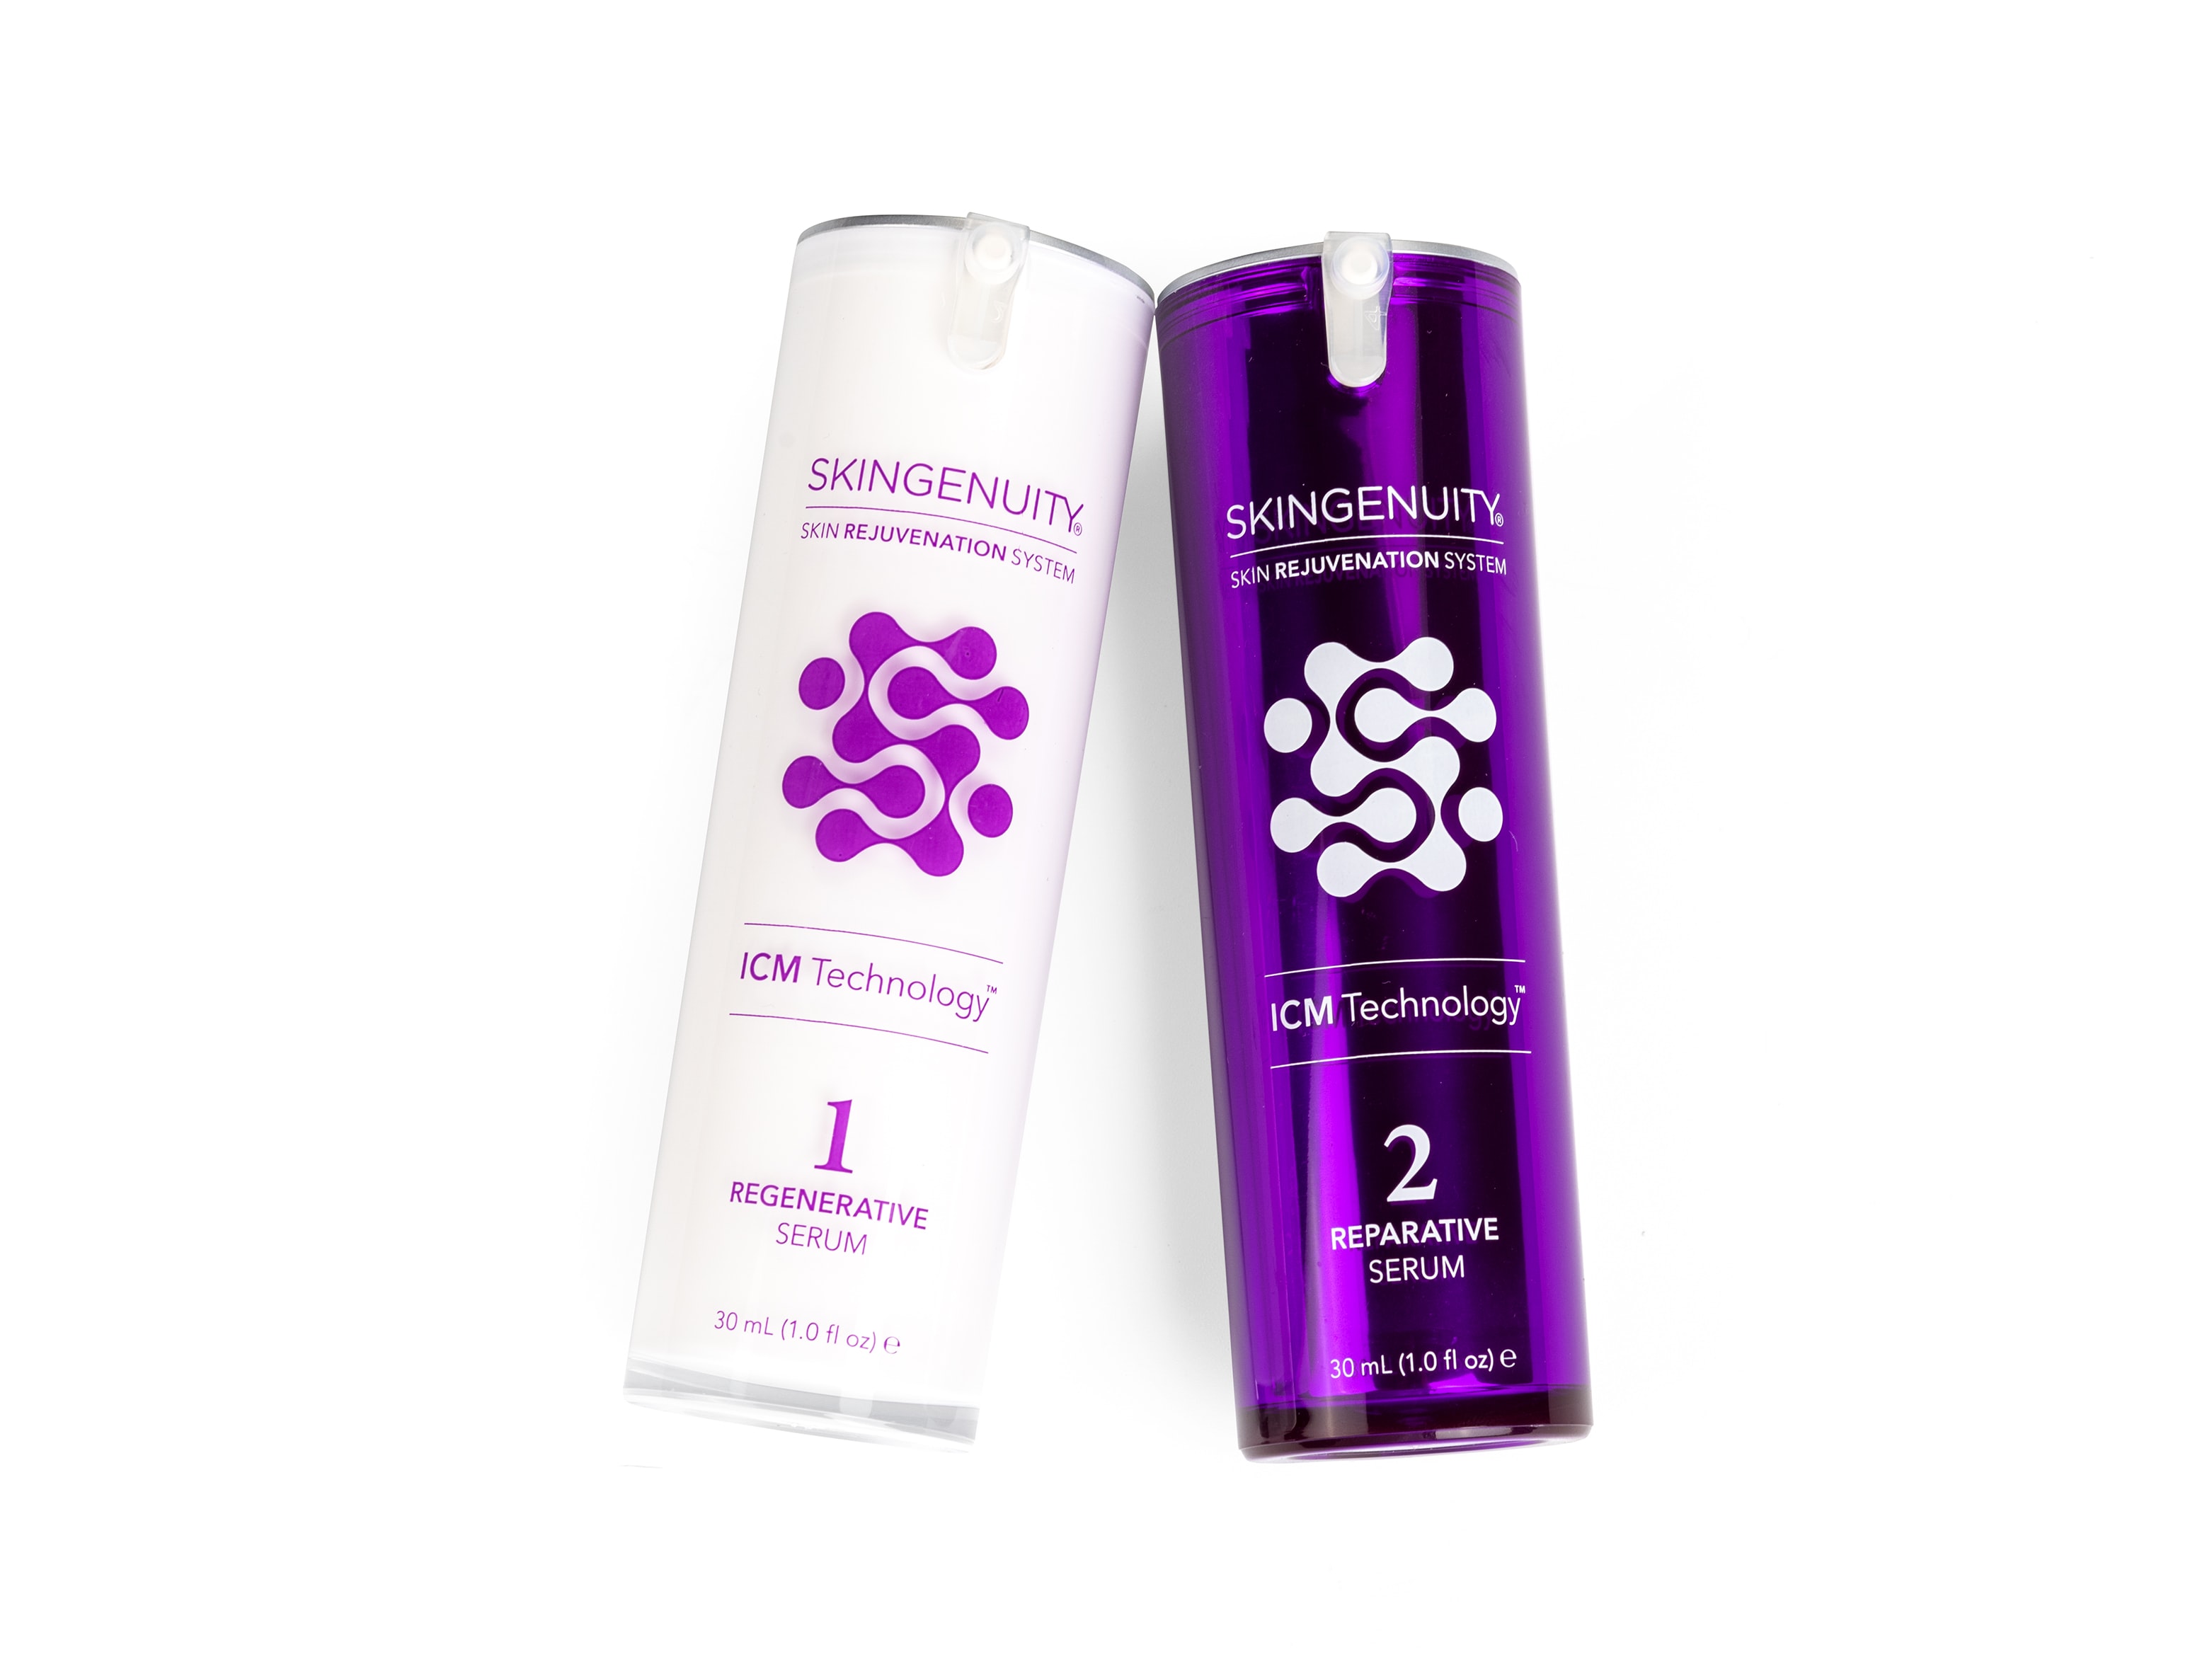 SKINGENUITY®
SKIN REJUVENATION SYSTEM
ICM Technology™
1
REGENERATIVE
SERUM
30 mL (1.0 fl oz) ℮
SKINGENUITY®
SKIN REJUVENATION SYSTEM
ICM Technology™
2
REPARATIVE
SERUM
30 mL (1.0 fl oz) ℮